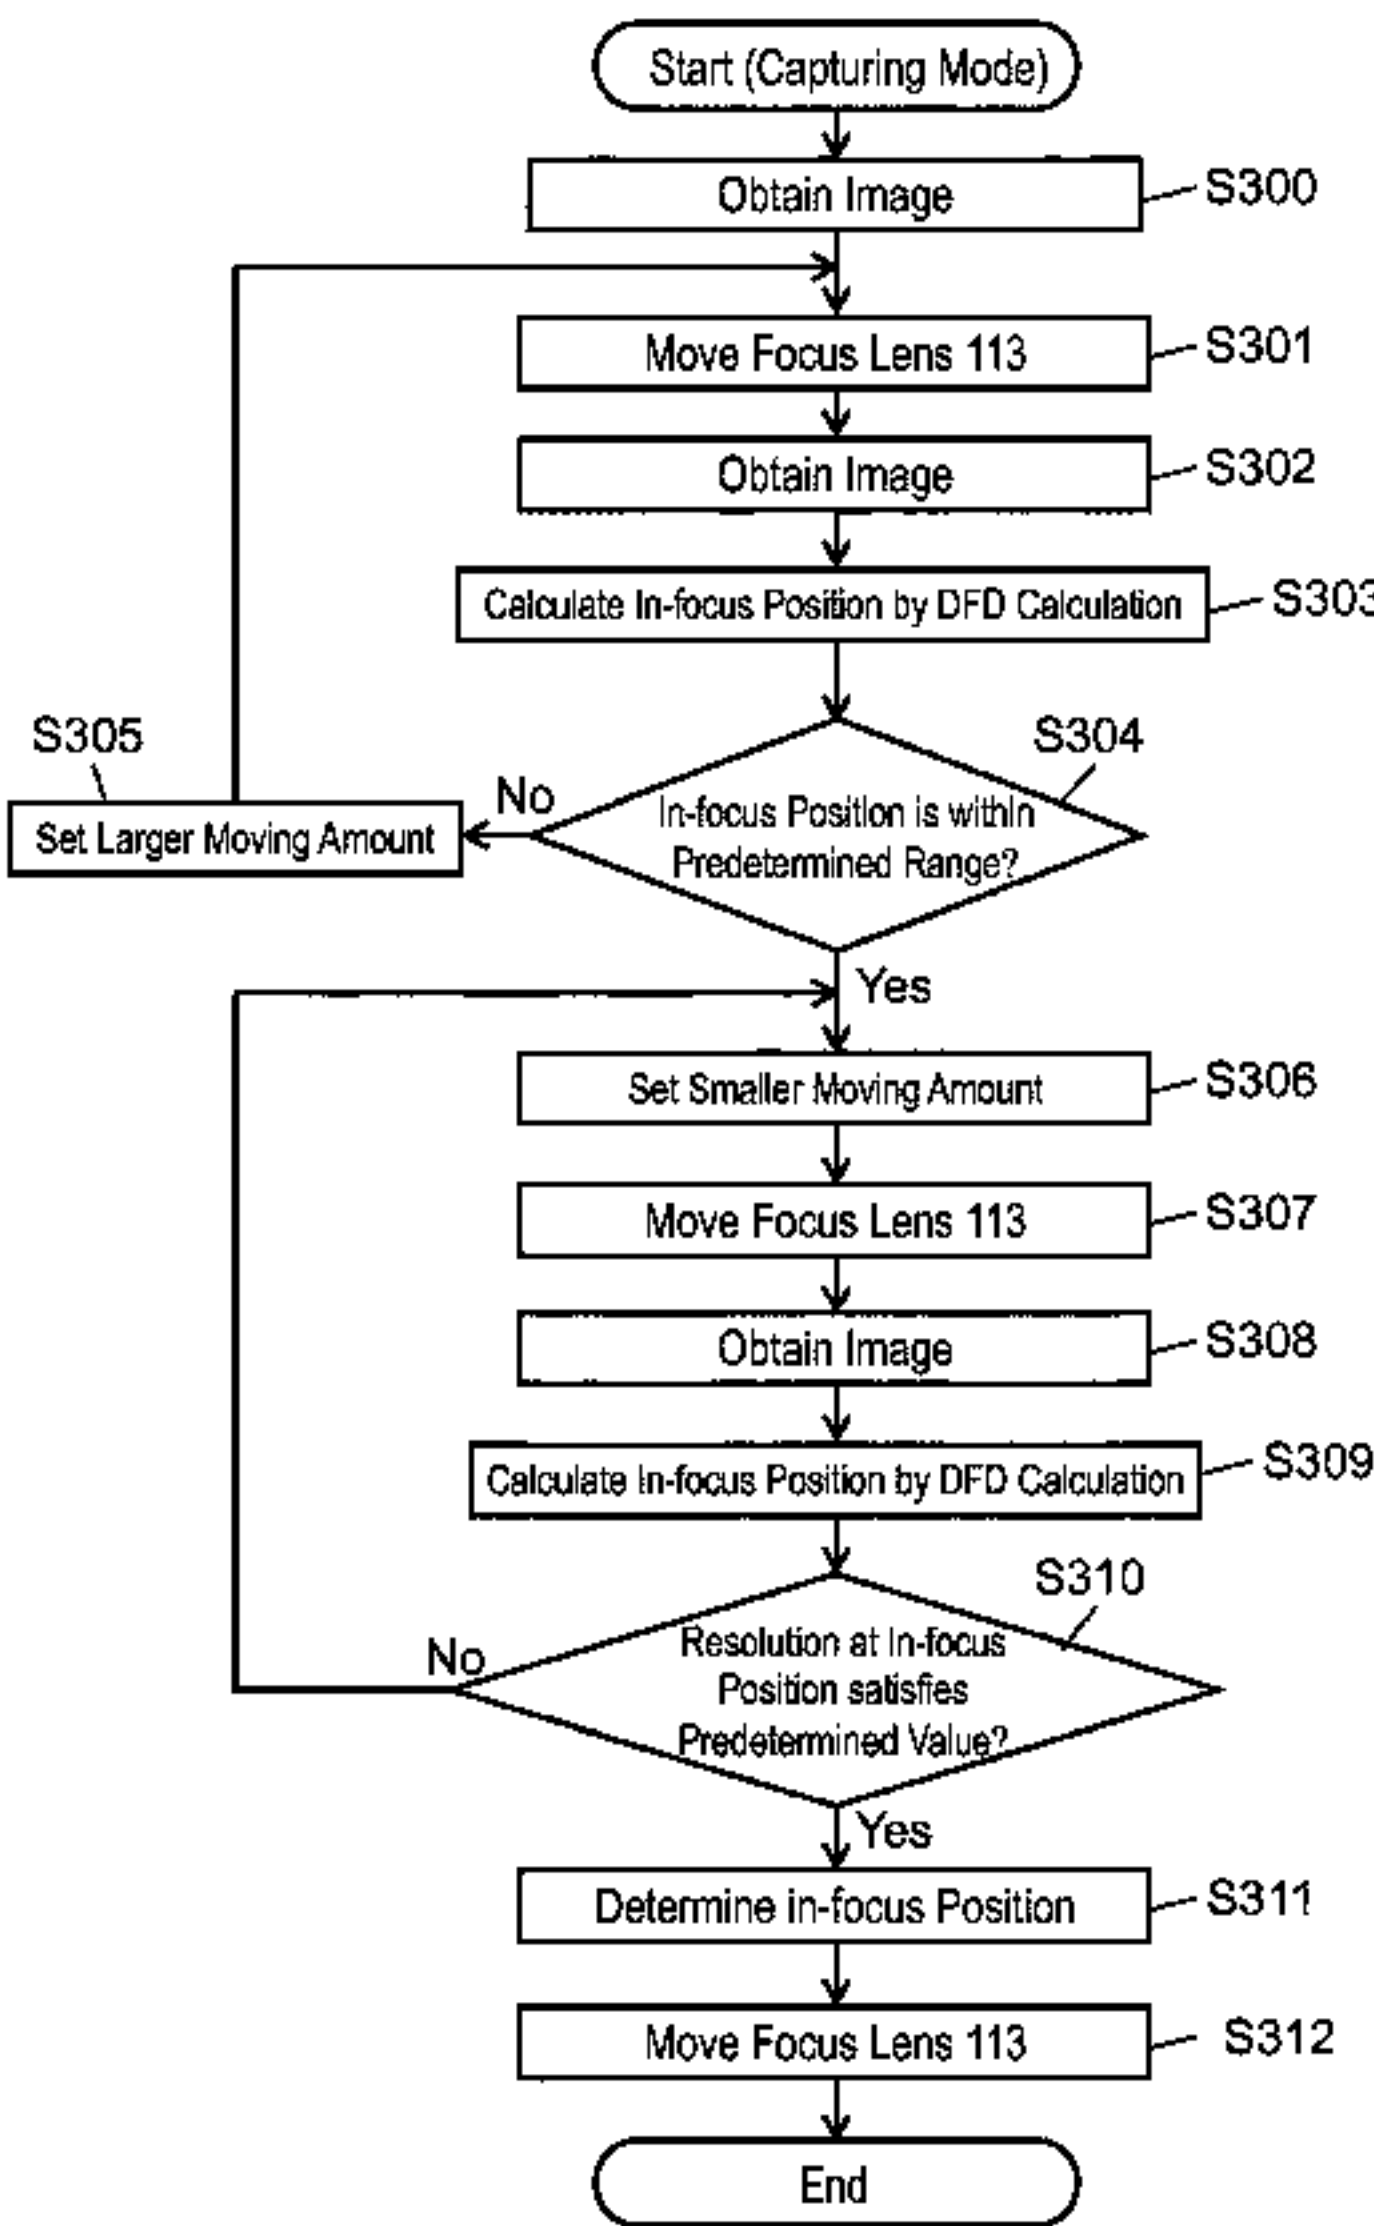 Start (Capturing Mode)
Obtain Image
S300
Move Focus Lens 113
S301
Obtain Image
S302
Calculate In-focus Position by DFD Calculation
S303
S305
S304
Set Larger Moving Amount
No
In-focus Position is within
Predetermined Range?
Yes
Set Smaller Moving Amount
S306
Move Focus Lens 113
S307
Obtain Image
S308
Calculate In-focus Position by DFD Calculation
S309
S310
No
Resolution at In-focus
Position satisfies
Predetermined Value?
Yes
Determine in-focus Position
S311
Move Focus Lens 113
S312
End